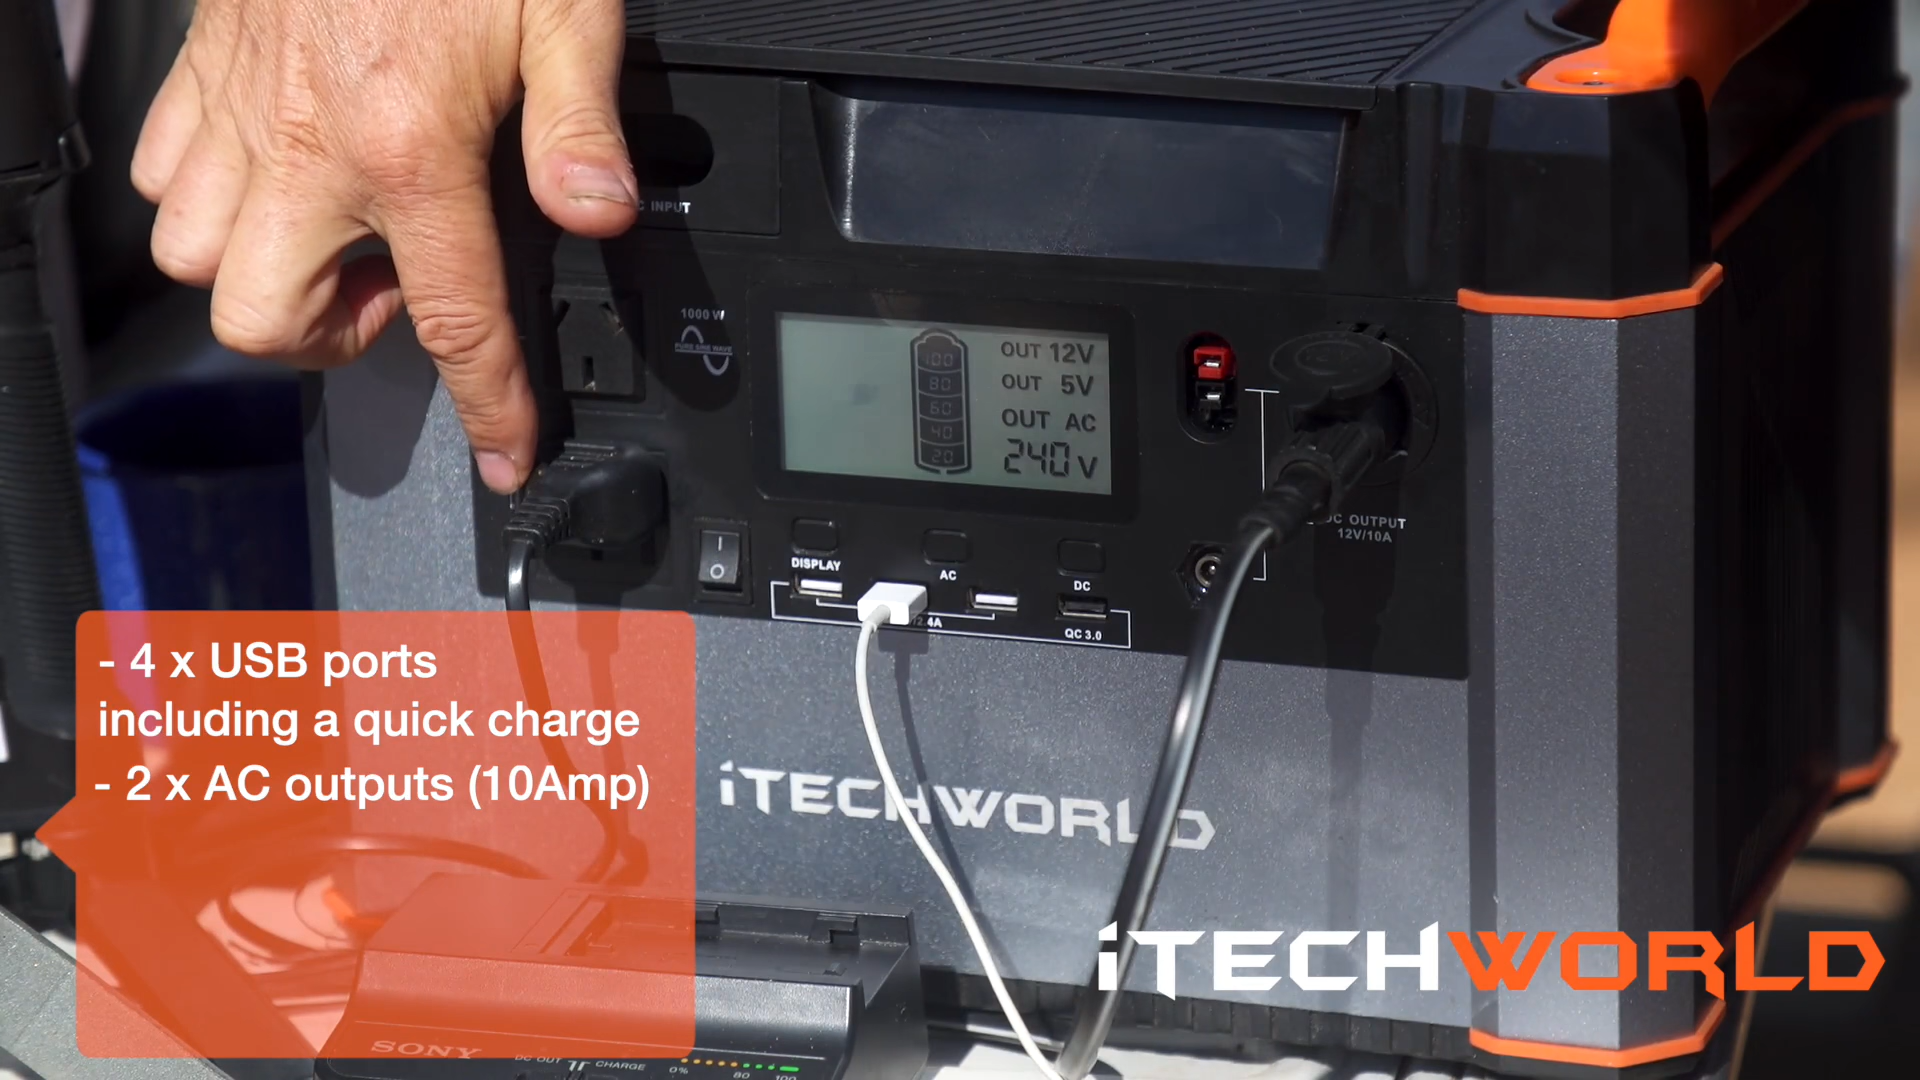 C INPUT
1000 W
PURE SINE WAVE
100
80
60
40
20
OUT 12V
OUT 5V
OUT AC
240 V
DC OUTPUT
12V/10A
I
O
DISPLAY
AC
DC
2.4A
QC 3.0
- 4 x USB ports
including a quick charge
- 2 x AC outputs (10Amp)
iTECHWORLD
iTECHWORLD
SONY
DC OUT
CHARGE
0%
80
100